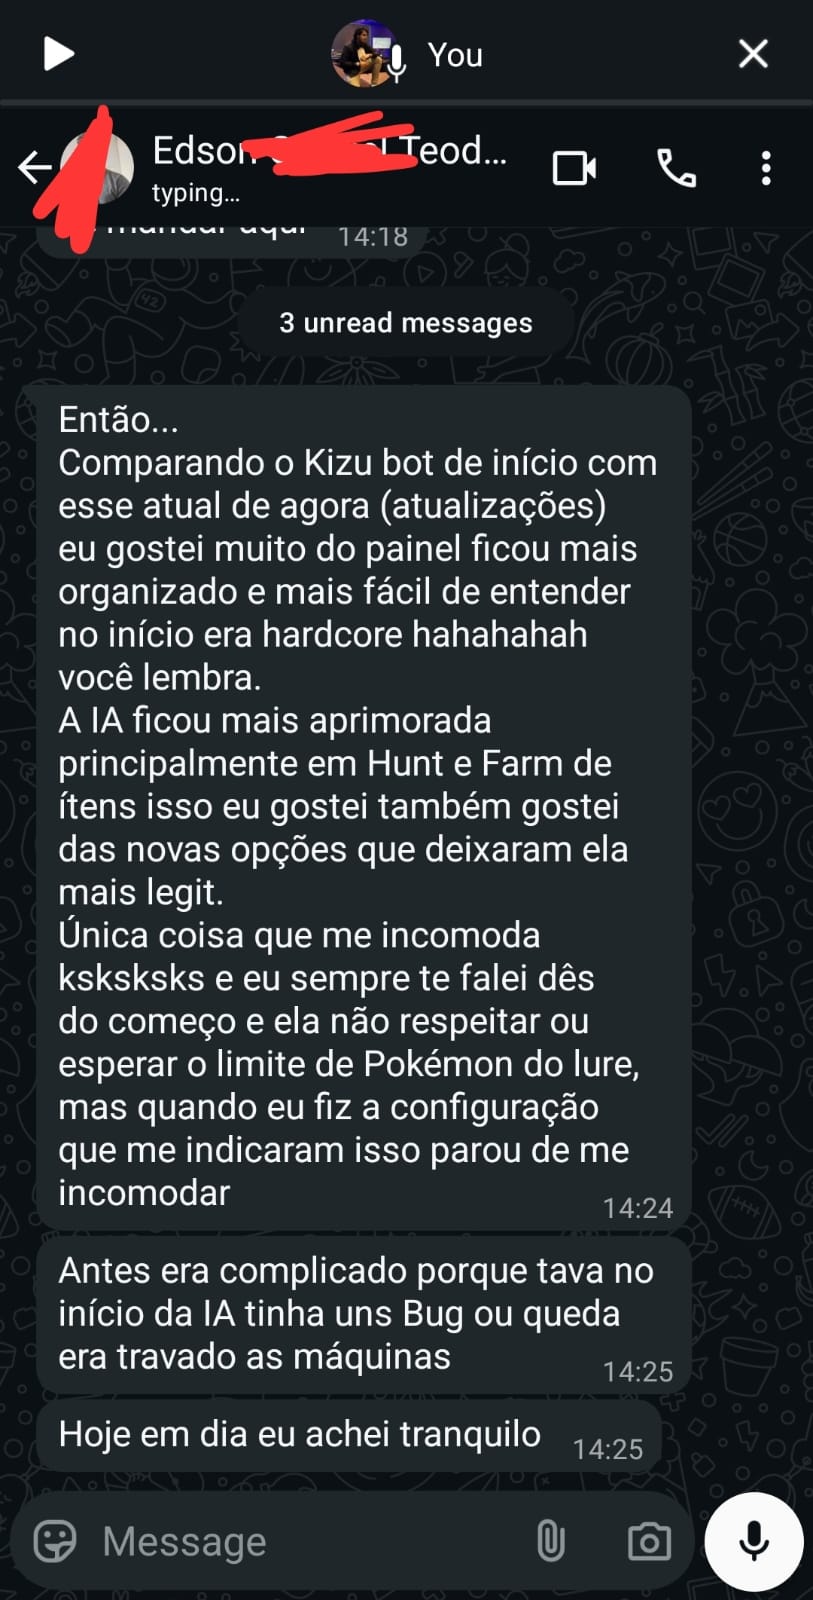 You
Edson Teod...
typing...
mandar aqui 14:18
3 unread messages
Então...
Comparando o Kizu bot de início com
esse atual de agora (atualizações)
eu gostei muito do painel ficou mais
organizado e mais fácil de entender
no início era hardcore hahahahah
você lembra.
A IA ficou mais aprimorada
principalmente em Hunt e Farm de
ítens isso eu gostei também gostei
das novas opções que deixaram ela
mais legit.
Única coisa que me incomoda
ksksksks e eu sempre te falei dês
do começo e ela não respeitar ou
esperar o limite de Pokémon do lure,
mas quando eu fiz a configuração
que me indicaram isso parou de me
incomodar
14:24
Antes era complicado porque tava no
início da IA tinha uns Bug ou queda
era travado as máquinas
14:25
Hoje em dia eu achei tranquilo 14:25
Message